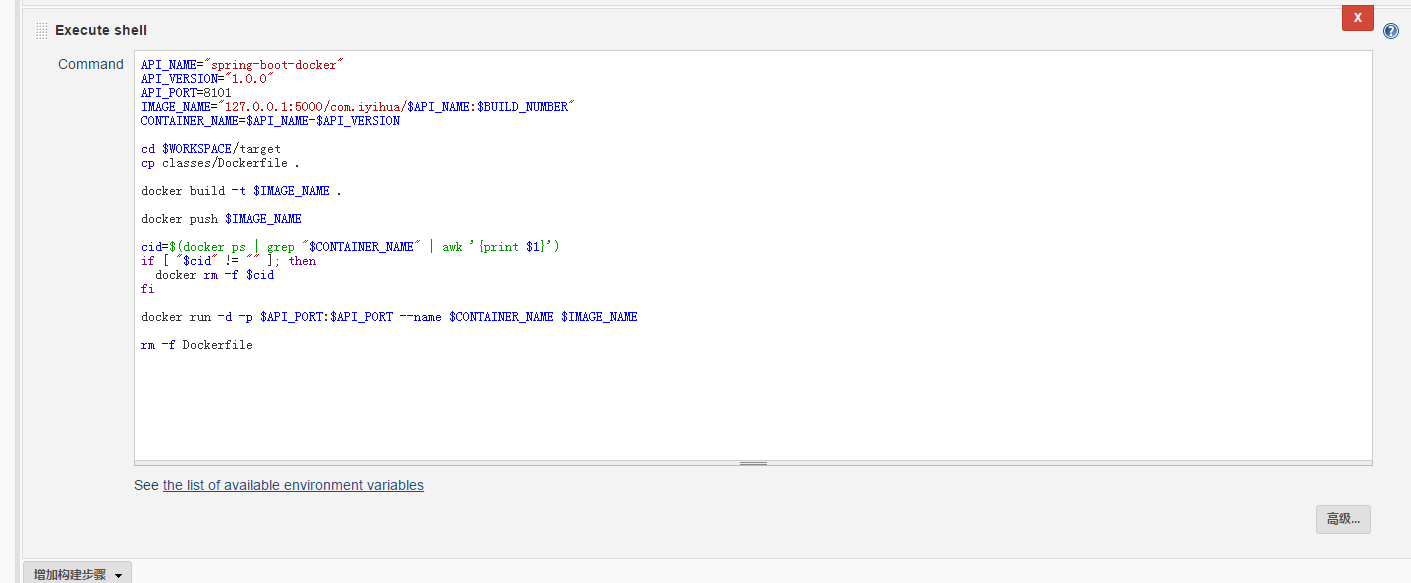 X
Execute shell
Command
API_NAME="spring-boot-docker"
API_VERSION="1.0.0"
API_PORT=8101
IMAGE_NAME="127.0.0.1:5000/com.iyihua/$API_NAME:$BUILD_NUMBER"
CONTAINER_NAME=$API_NAME-$API_VERSION
cd $WORKSPACE/target
cp classes/Dockerfile .
docker build -t $IMAGE_NAME .
docker push $IMAGE_NAME
cid=$(docker ps | grep "$CONTAINER_NAME" | awk '{print $1}')
if [ "$cid" != "" ]; then
  docker rm -f $cid
fi
docker run -d -p $API_PORT:$API_PORT --name $CONTAINER_NAME $IMAGE_NAME
rm -f Dockerfile
See the list of available environment variables
高级...
增加构建步骤